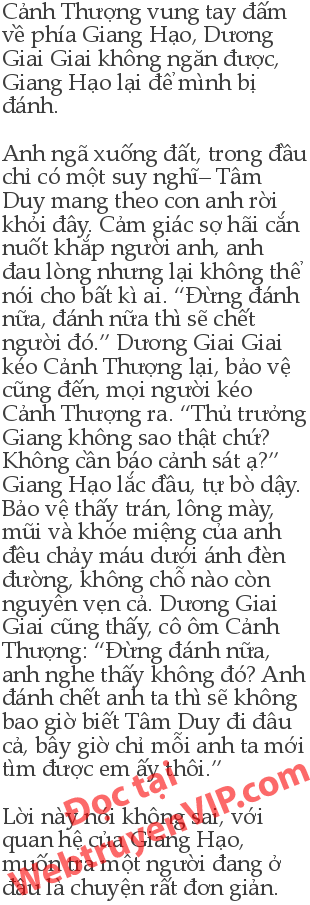 Cảnh Thượng vung tay đấm
về phía Giang Hạo, Dương
Giai Giai không ngăn được,
Giang Hạo lại để mình bị
đánh.
Anh ngã xuống đất, trong đầu
chỉ có một suy nghĩ– Tâm
Duy mang theo con anh rời
khỏi đây. Cảm giác sợ hãi cắn
nuốt khắp người anh, anh
đau lòng nhưng lại không thể
nói cho bất kì ai. “Đừng đánh
nữa, đánh nữa thì sẽ chết
người đó.” Dương Giai Giai
kéo Cảnh Thượng lại, bảo vệ
cũng đến, mọi người kéo
Cảnh Thượng ra. “Thủ trưởng
Giang không sao thật chứ?
Không cần báo cảnh sát ạ?”
Giang Hạo lắc đầu, tự bò dậy.
Bảo vệ thấy trán, lông mày,
mũi và khóe miệng của anh
đều chảy máu dưới ánh đèn
đường, không chỗ nào còn
nguyên vẹn cả. Dương Giai
Giai cũng thấy, cô ôm Cảnh
Thượng: “Đừng đánh nữa,
anh nghe thấy không đó? Anh
đánh chết anh ta thì sẽ không
bao giờ biết Tâm Duy đi đâu
cả, bây giờ chỉ mỗi anh ta mới
tìm được em ấy thôi.”
Lời này nói không sai, với
quan hệ của Giang Hạo,
muốn tra một người đang ở
đâu là chuyện rất đơn giản.
Đọc tại
WebtruyenVIP.com